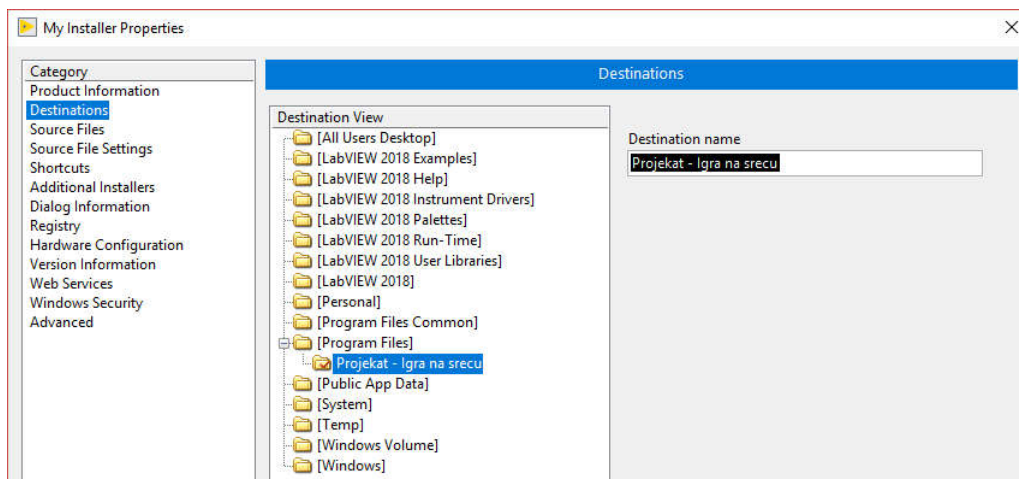 My Installer Properties
Category
Product Information
Destinations
Source Files
Source File Settings
Shortcuts
Additional Installers
Dialog Information
Registry
Hardware Configuration
Version Information
Web Services
Windows Security
Advanced
Destinations
Destination View
[All Users Desktop]
[LabVIEW 2018 Examples]
[LabVIEW 2018 Help]
[LabVIEW 2018 Instrument Drivers]
[LabVIEW 2018 Palettes]
[LabVIEW 2018 Run-Time]
[LabVIEW 2018 User Libraries]
[LabVIEW 2018]
[Personal]
[Program Files Common]
[Program Files]
Projekat - Igra na srecu
[Public App Data]
[System]
[Temp]
[Windows Volume]
[Windows]
Destination name
Projekat - Igra na srecu